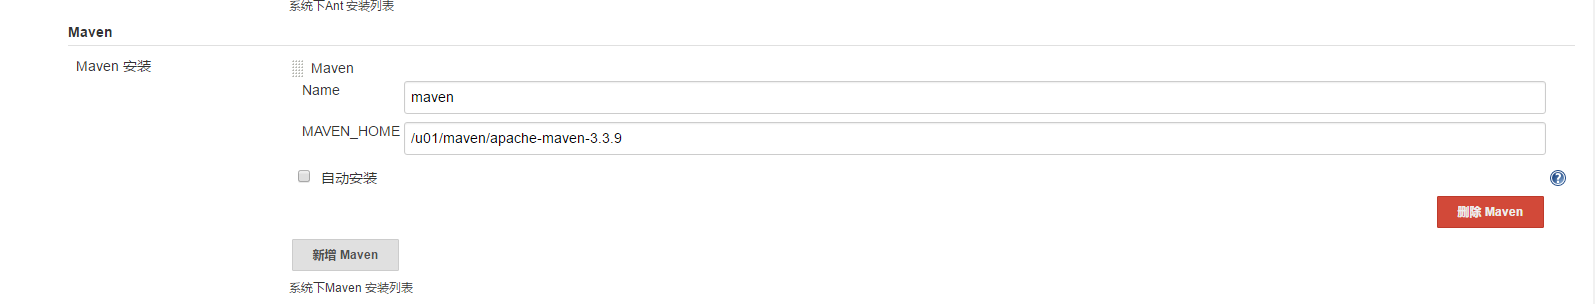 系统下Ant 安装列表
Maven
Maven 安装
Maven
Name
maven
MAVEN_HOME
/u01/maven/apache-maven-3.3.9
自动安装
?
删除 Maven
新增 Maven
系统下Maven 安装列表